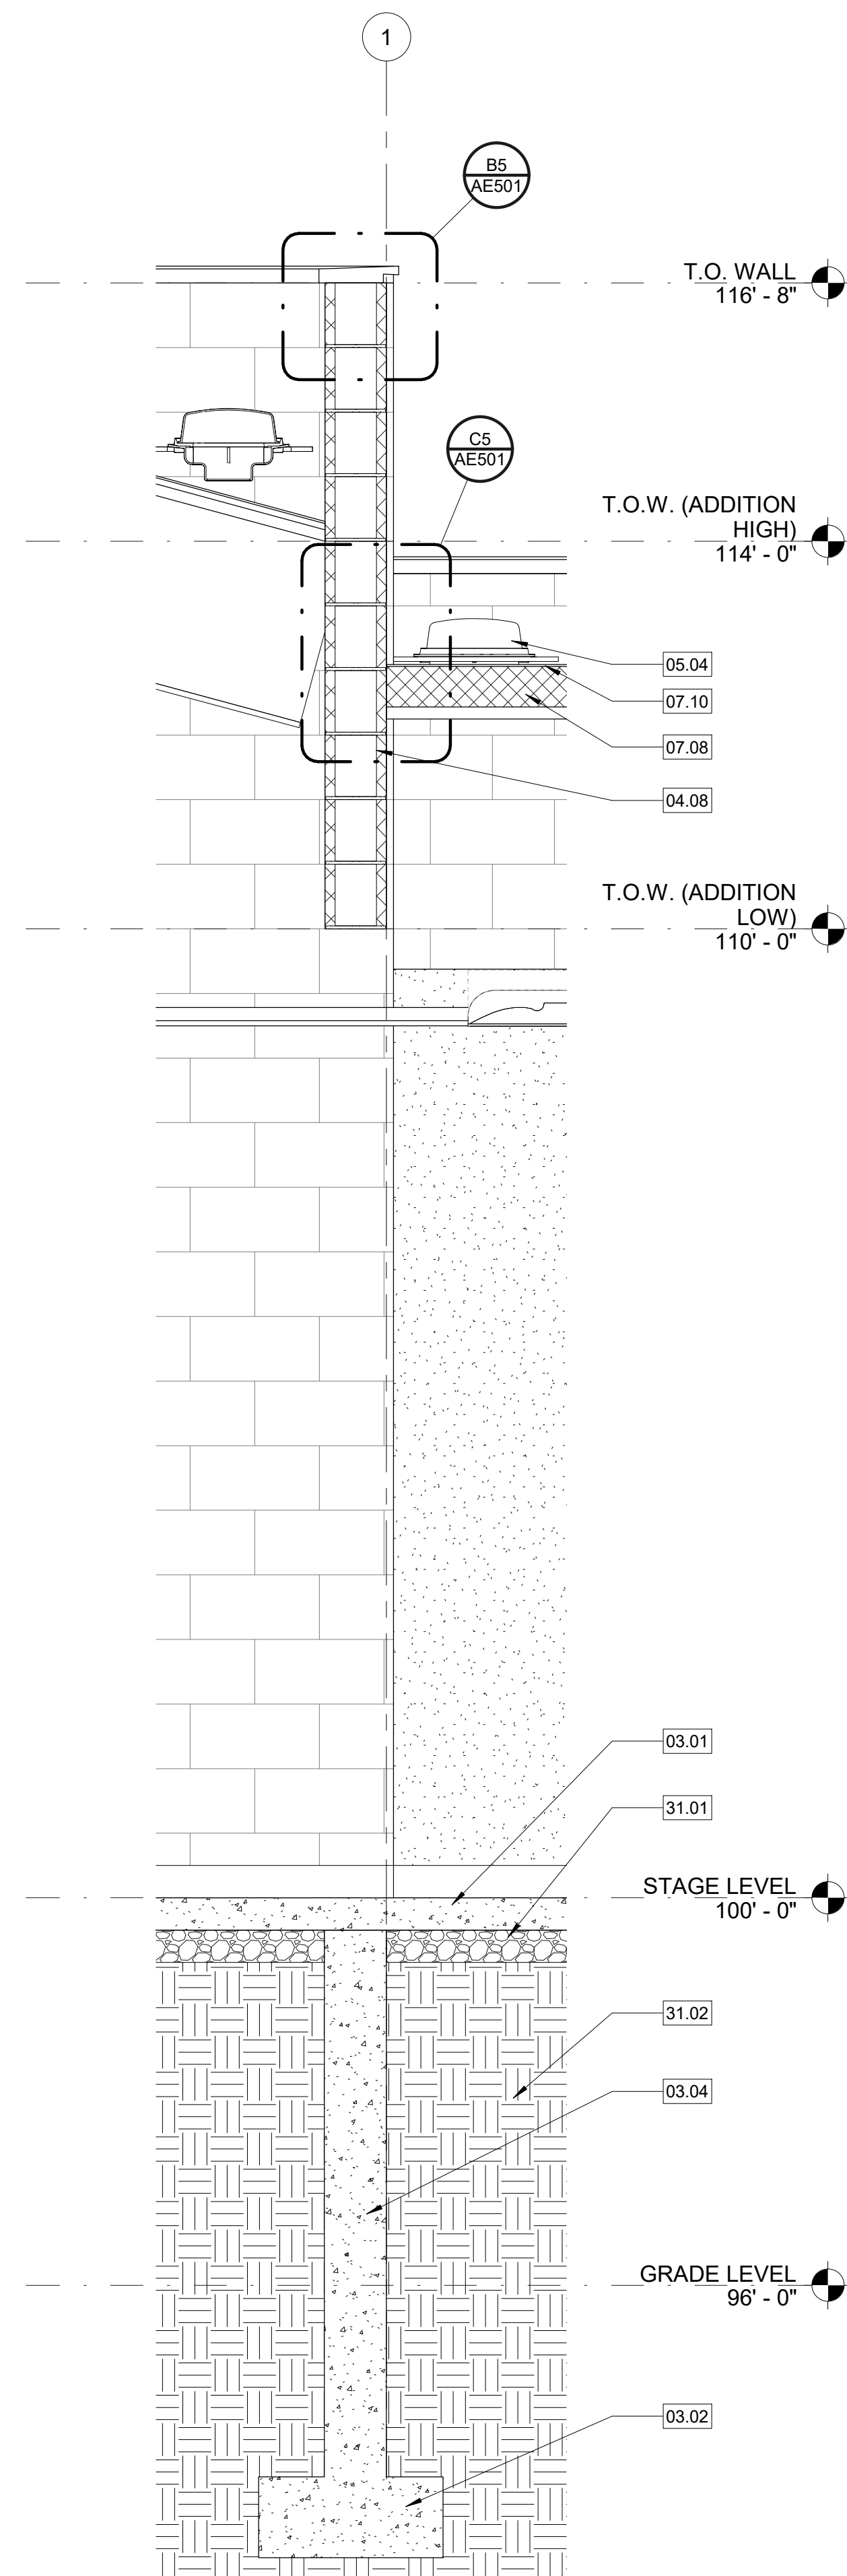 1
B5
AE501
T.O. WALL
116' - 8"
C5
AE501
T.O.W. (ADDITION
HIGH)
114' - 0"
05.04
07.10
07.08
04.08
T.O.W. (ADDITION
LOW)
110' - 0"
03.01
31.01
STAGE LEVEL
100' - 0"
31.02
03.04
GRADE LEVEL
96' - 0"
03.02